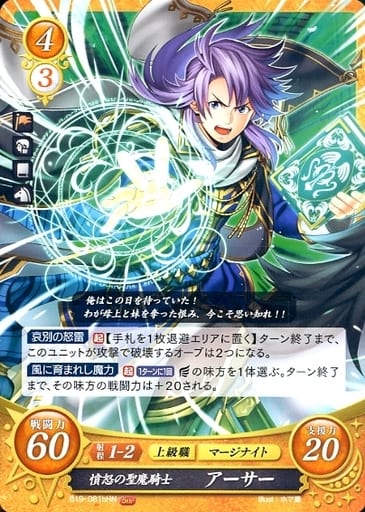 4
3
俺はこの日を待っていた!
わが母上と妹を奪った恨み、今こそ思い知れ!!
哀別の怒雷 起【手札を1枚退避エリアに置く】ターン終了まで、
このユニットが攻撃で破壊するオーブは2つになる。
風に育まれし魔力 起 1ターンに1回 の味方を1体選ぶ。ターン終了
まで、その味方の戦闘力は+20される。
戦闘力
60
射程 1-2 上級職 マージナイト
支援力
20
憤怒の聖魔騎士 アーサー
B19-081bHN